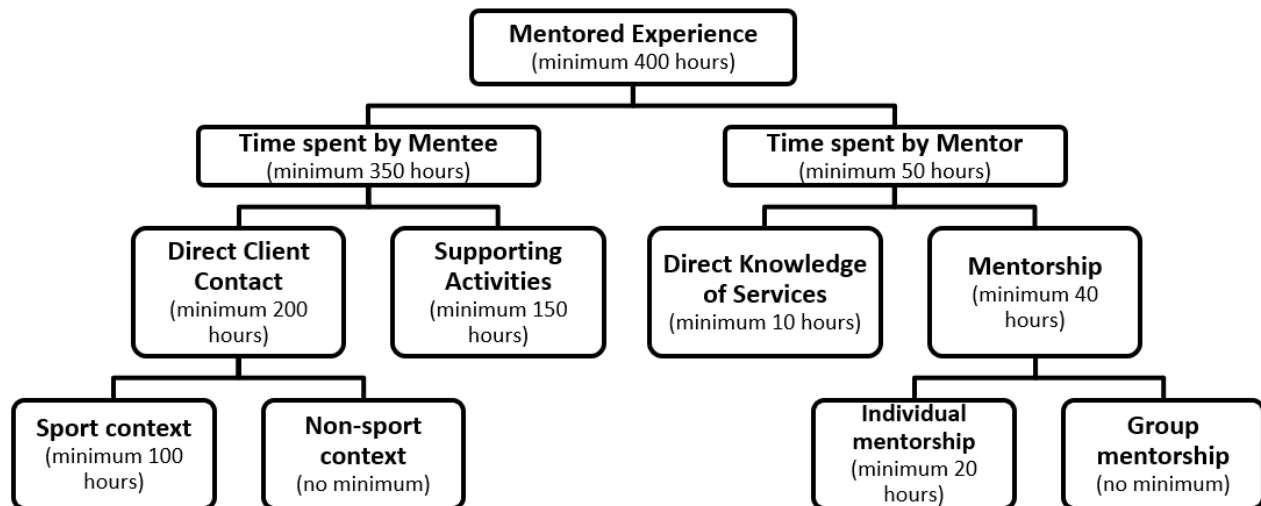 Mentored Experience
(minimum 400 hours)
Time spent by Mentee
(minimum 350 hours)
Time spent by Mentor
(minimum 50 hours)
Direct Client
Contact
(minimum 200
hours)
Supporting
Activities
(minimum 150
hours)
Direct Knowledge
of Services
(minimum 10 hours)
Mentorship
(minimum 40
hours)
Sport context
(minimum 100
hours)
Non-sport
context
(no minimum)
Individual
mentorship
(minimum 20
hours)
Group
mentorship
(no minimum)